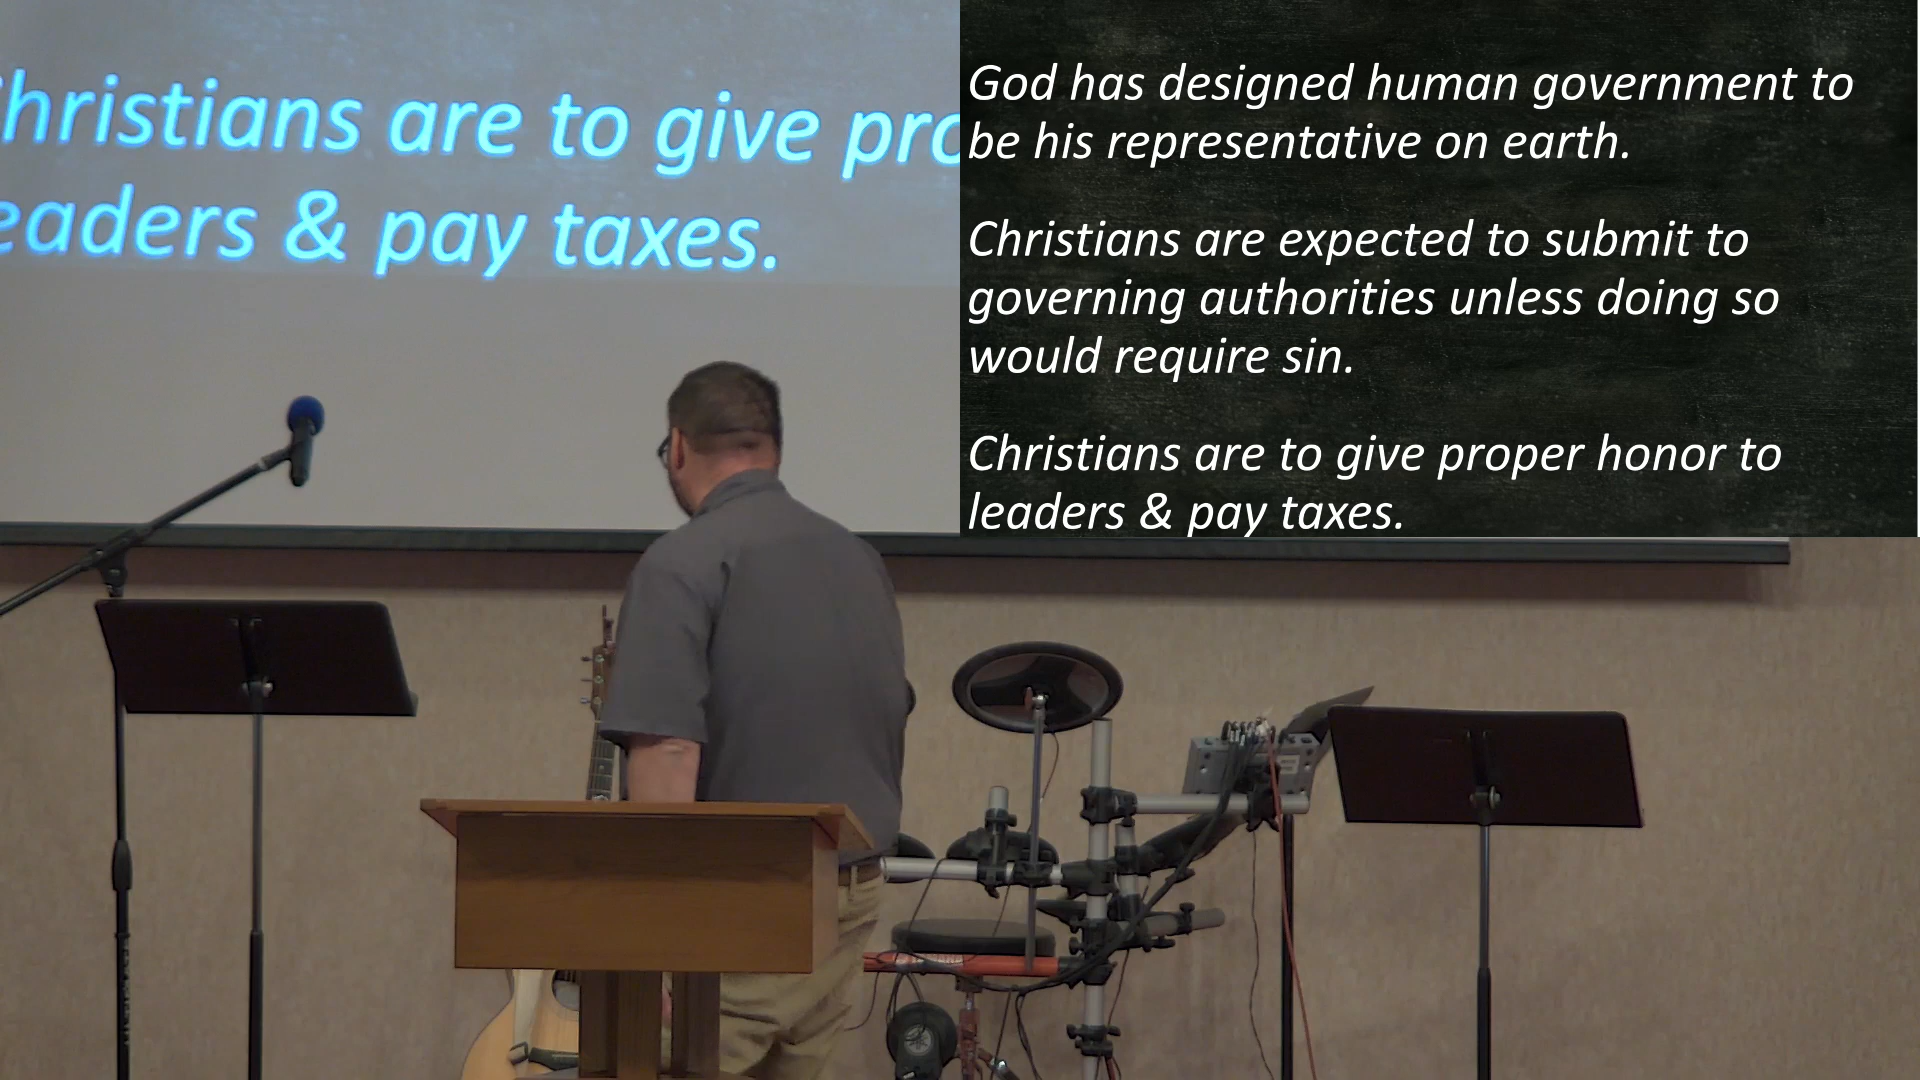 hristians are to give pro
eaders & pay taxes.
God has designed human government to
be his representative on earth.
Christians are expected to submit to
governing authorities unless doing so
would require sin.
Christians are to give proper honor to
leaders & pay taxes.